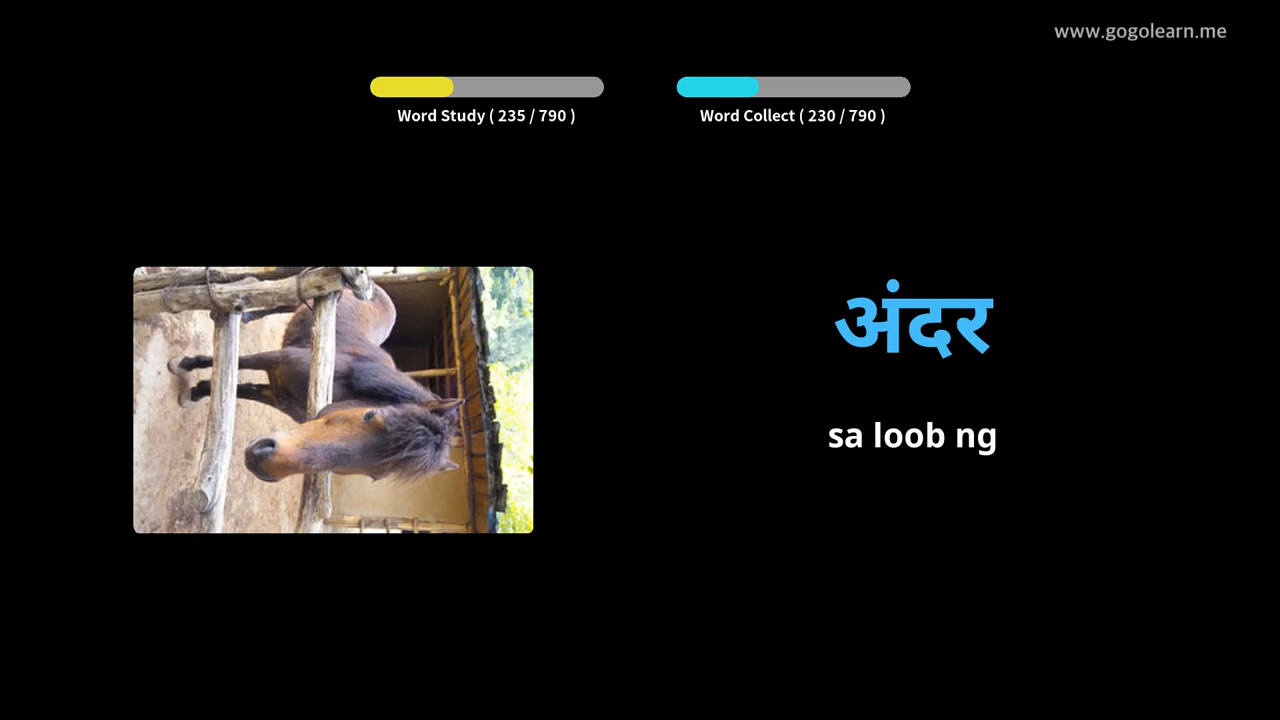 www.gogolearn.me
Word Study ( 235 / 790 )
Word Collect ( 230 / 790 )
अंदर
sa loob ng